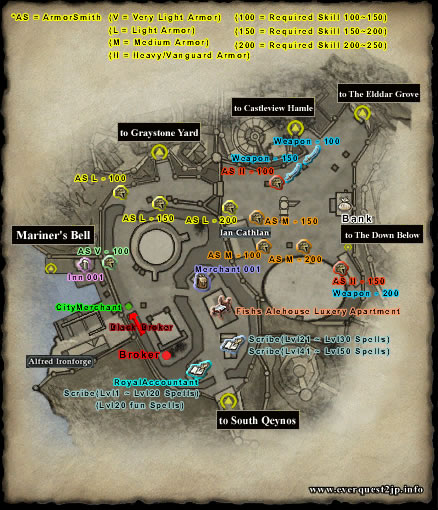 *AS = ArmorSmith (V = Very Light Armor) (100 = Required Skill 100~150)
(L = Light Armor) (150 = Required Skill 150~200)
(M = Medium Armor) (200 = Required Skill 200~250)
(H = Heavy/Vanguard Armor)
to The Elddar Grove
to Castleview Hamle
to Graystone Yard
Weapon - 100
Weapon - 150
AS H - 100
AS L - 100
AS L - 150
AS L - 200
AS M - 150
Bank
Ian Cathlan
Mariner's Bell
to The Down Below
AS V - 100
AS M - 100
AS M - 200
Inn 001
Merchant 001
AS H - 150
Weapon - 200
CityMerchant
Fishs Alehouse Luxery Apartment
Black Broker
Scribe(Lvl21 ~ Lvl30 Spells)
Scribe(Lvl41 ~ Lvl50 Spells)
Broker
Alfred Ironforge
RoyalAccountant
Scribe(Lvl1 ~ Lvl20 Spells)
(Lvl20 fun Spells)
to South Qeynos
www.everquest2jp.info